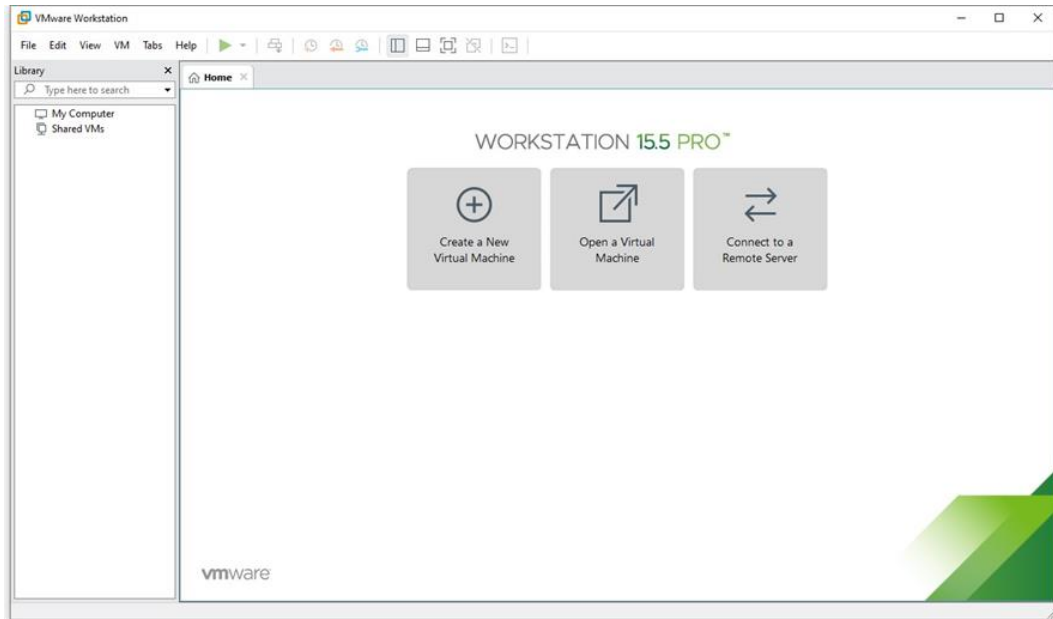 VMware Workstation
File Edit View VM Tabs Help
Library
Type here to search
My Computer
Shared VMs
Home
WORKSTATION 15.5 PRO™
Create a New
Virtual Machine
Open a Virtual
Machine
Connect to a
Remote Server
vmware